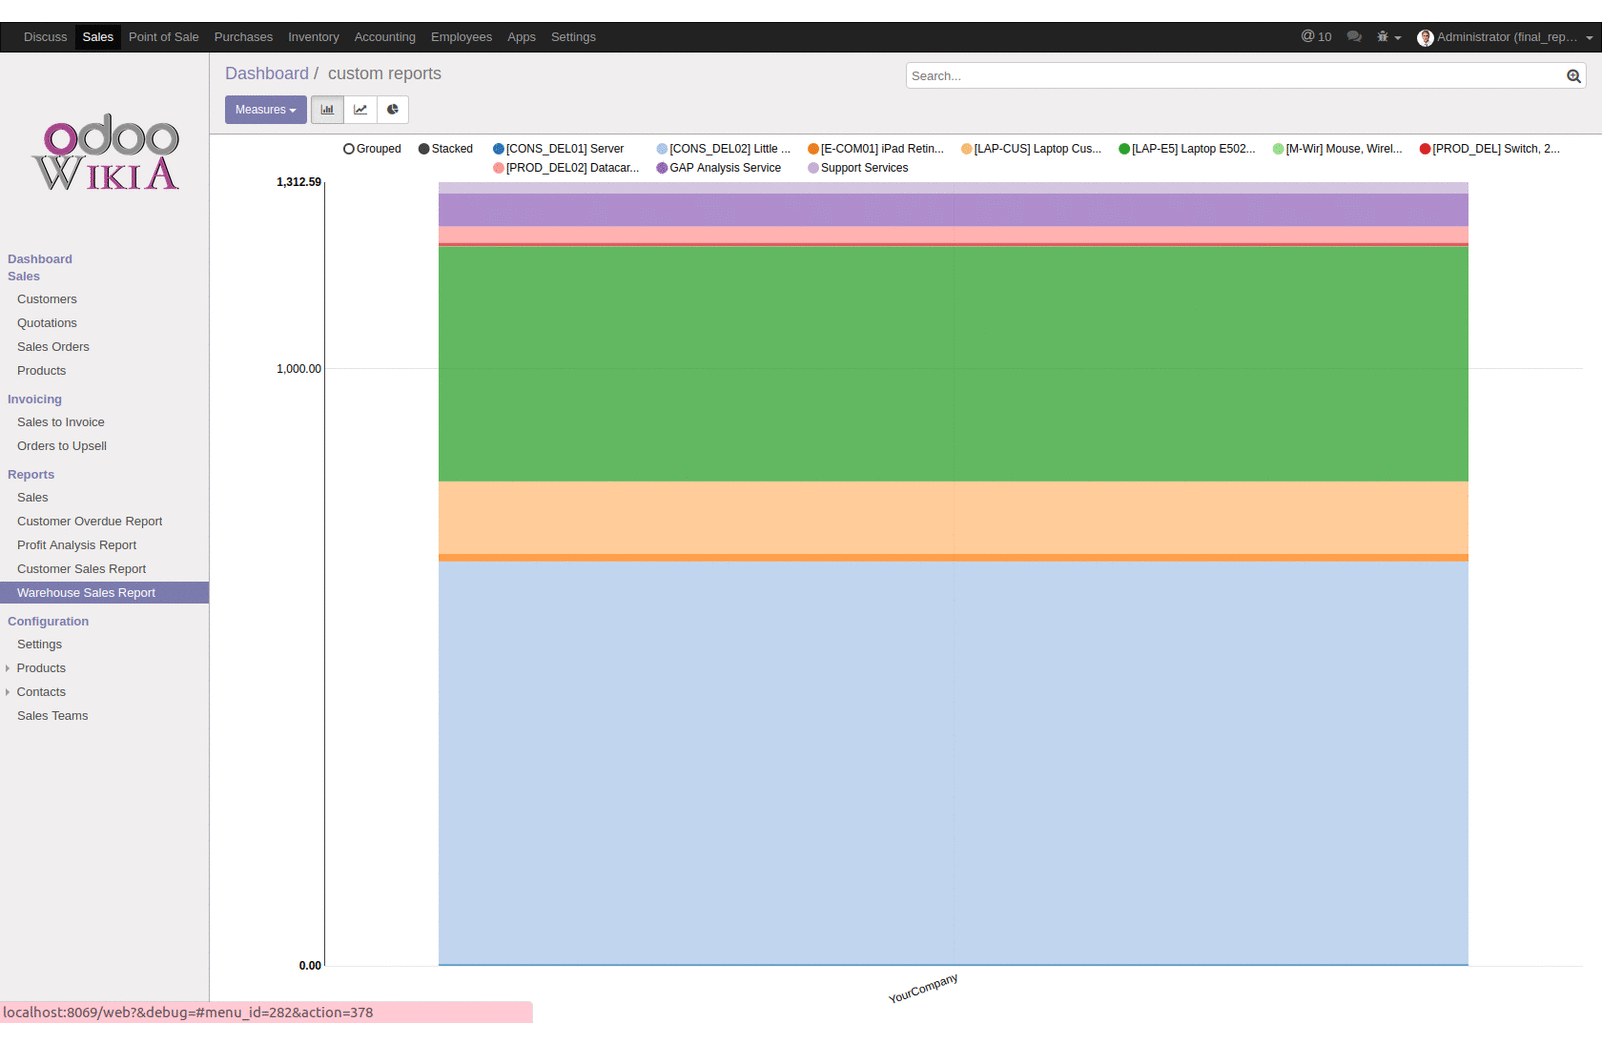 Discuss Sales Point of Sale Purchases Inventory Accounting Employees Apps Settings @ 10 Administrator (final_rep...
Dashboard / custom reports
Search...
Measures
odoo
WIKIA
Grouped Stacked [CONS_DEL01] Server [CONS_DEL02] Little ... [E-COM01] iPad Retin... [LAP-CUS] Laptop Cus... [LAP-E5] Laptop E502... [M-Wir] Mouse, Wirel... [PROD_DEL] Switch, 2...
[PROD_DEL02] Datacar... GAP Analysis Service Support Services
1,312.59
1,000.00
0.00
YourCompany
Dashboard
Sales
Customers
Quotations
Sales Orders
Products
Invoicing
Sales to Invoice
Orders to Upsell
Reports
Sales
Customer Overdue Report
Profit Analysis Report
Customer Sales Report
Warehouse Sales Report
Configuration
Settings
Products
Contacts
Sales Teams
localhost:8069/web?&debug=#menu_id=282&action=378